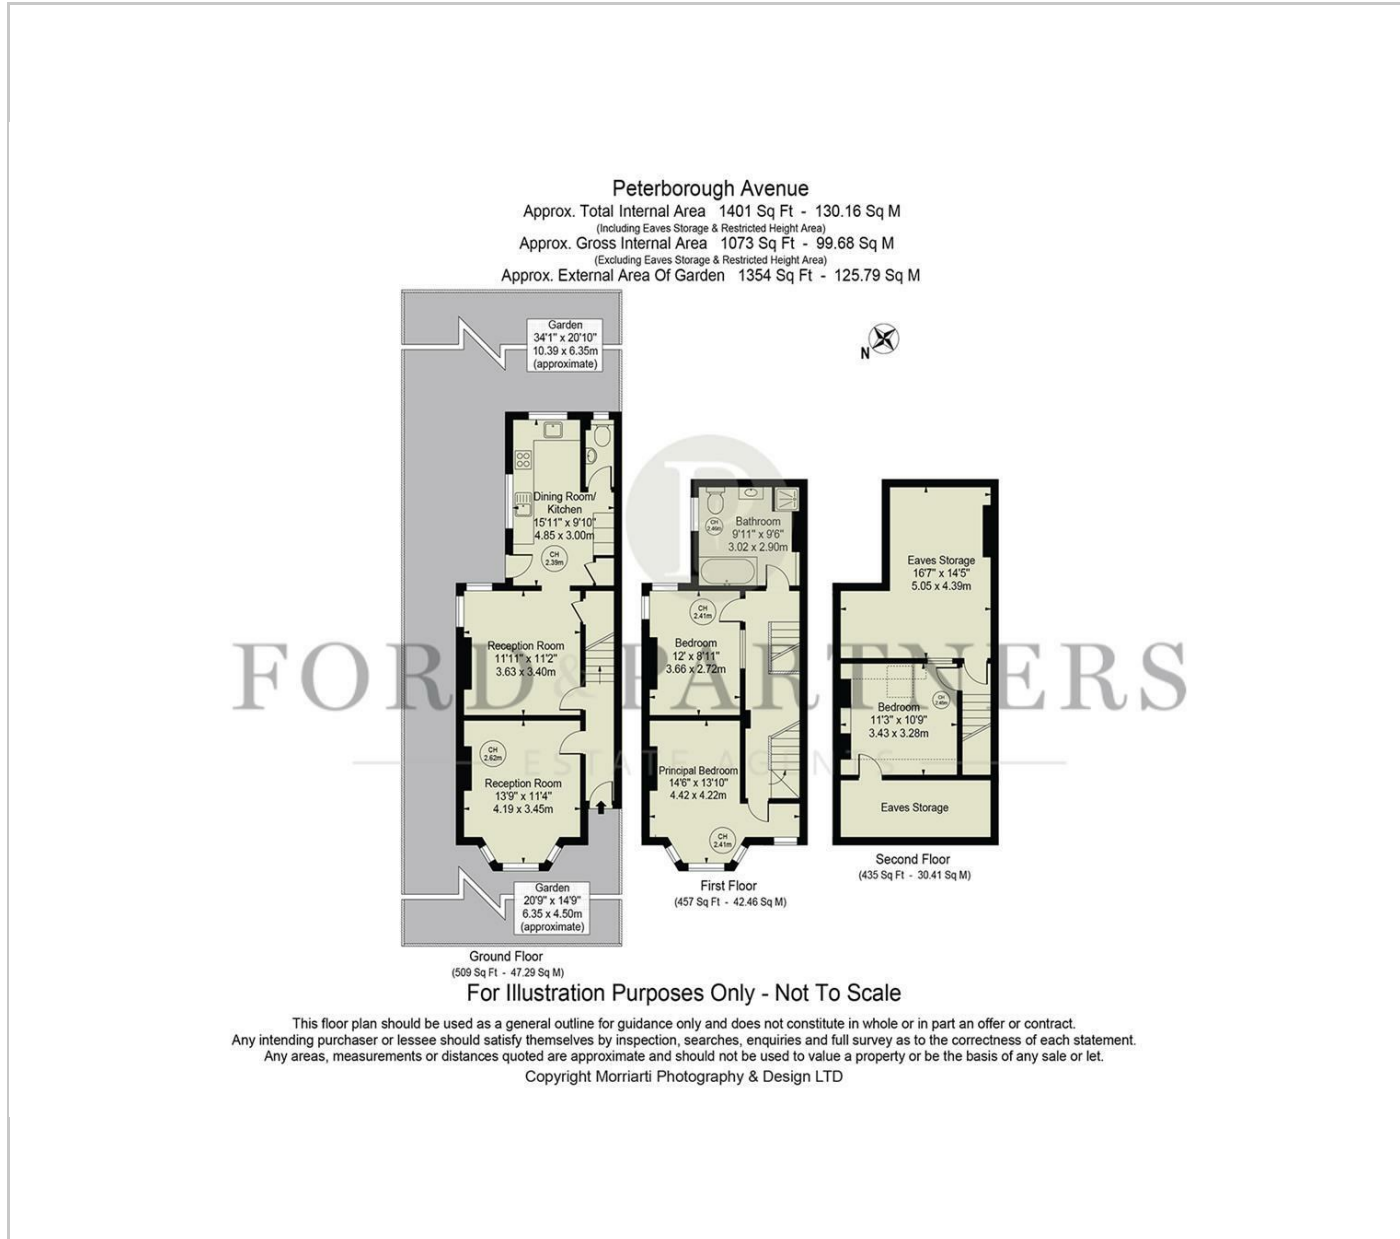 Peterborough Avenue
Approx. Total Internal Area 1401 Sq Ft - 130.16 Sq M
(Including Eaves Storage & Restricted Height Area)
Approx. Gross Internal Area 1073 Sq Ft - 99.68 Sq M
(Excluding Eaves Storage & Restricted Height Area)
Approx. External Area Of Garden 1354 Sq Ft - 125.79 Sq M
Garden
34'1" x 20'10"
10.39 x 6.35m
(approximate)
N
Dining Room/
Kitchen
15'11" x 9'10"
4.85 x 3.00m
CH
2.39m
Reception Room
11'11" x 11'2"
3.63 x 3.40m
CH
2.62m
Reception Room
13'9" x 11'4"
4.19 x 3.45m
Garden
20'9" x 14'9"
6.35 x 4.50m
(approximate)
Ground Floor
(509 Sq Ft - 47.29 Sq M)
CH
2.46m
Bathroom
9'11" x 9'6"
3.02 x 2.90m
CH
2.41m
Bedroom
12' x 8'11"
3.66 x 2.72m
Principal Bedroom
14'6" x 13'10"
4.42 x 4.22m
CH
2.41m
First Floor
(457 Sq Ft - 42.46 Sq M)
Eaves Storage
16'7" x 14'5"
5.05 x 4.39m
CH
Bedroom
11'3" x 10'9"
3.43 x 3.28m
Eaves Storage
Second Floor
(435 Sq Ft - 30.41 Sq M)
FORD & PARTNERS
ESTATE AGENTS
For Illustration Purposes Only - Not To Scale
This floor plan should be used as a general outline for guidance only and does not constitute in whole or in part an offer or contract.
Any intending purchaser or lessee should satisfy themselves by inspection, searches, enquiries and full survey as to the correctness of each statement.
Any areas, measurements or distances quoted are approximate and should not be used to value a property or be the basis of any sale or let.
Copyright Morriarti Photography & Design LTD